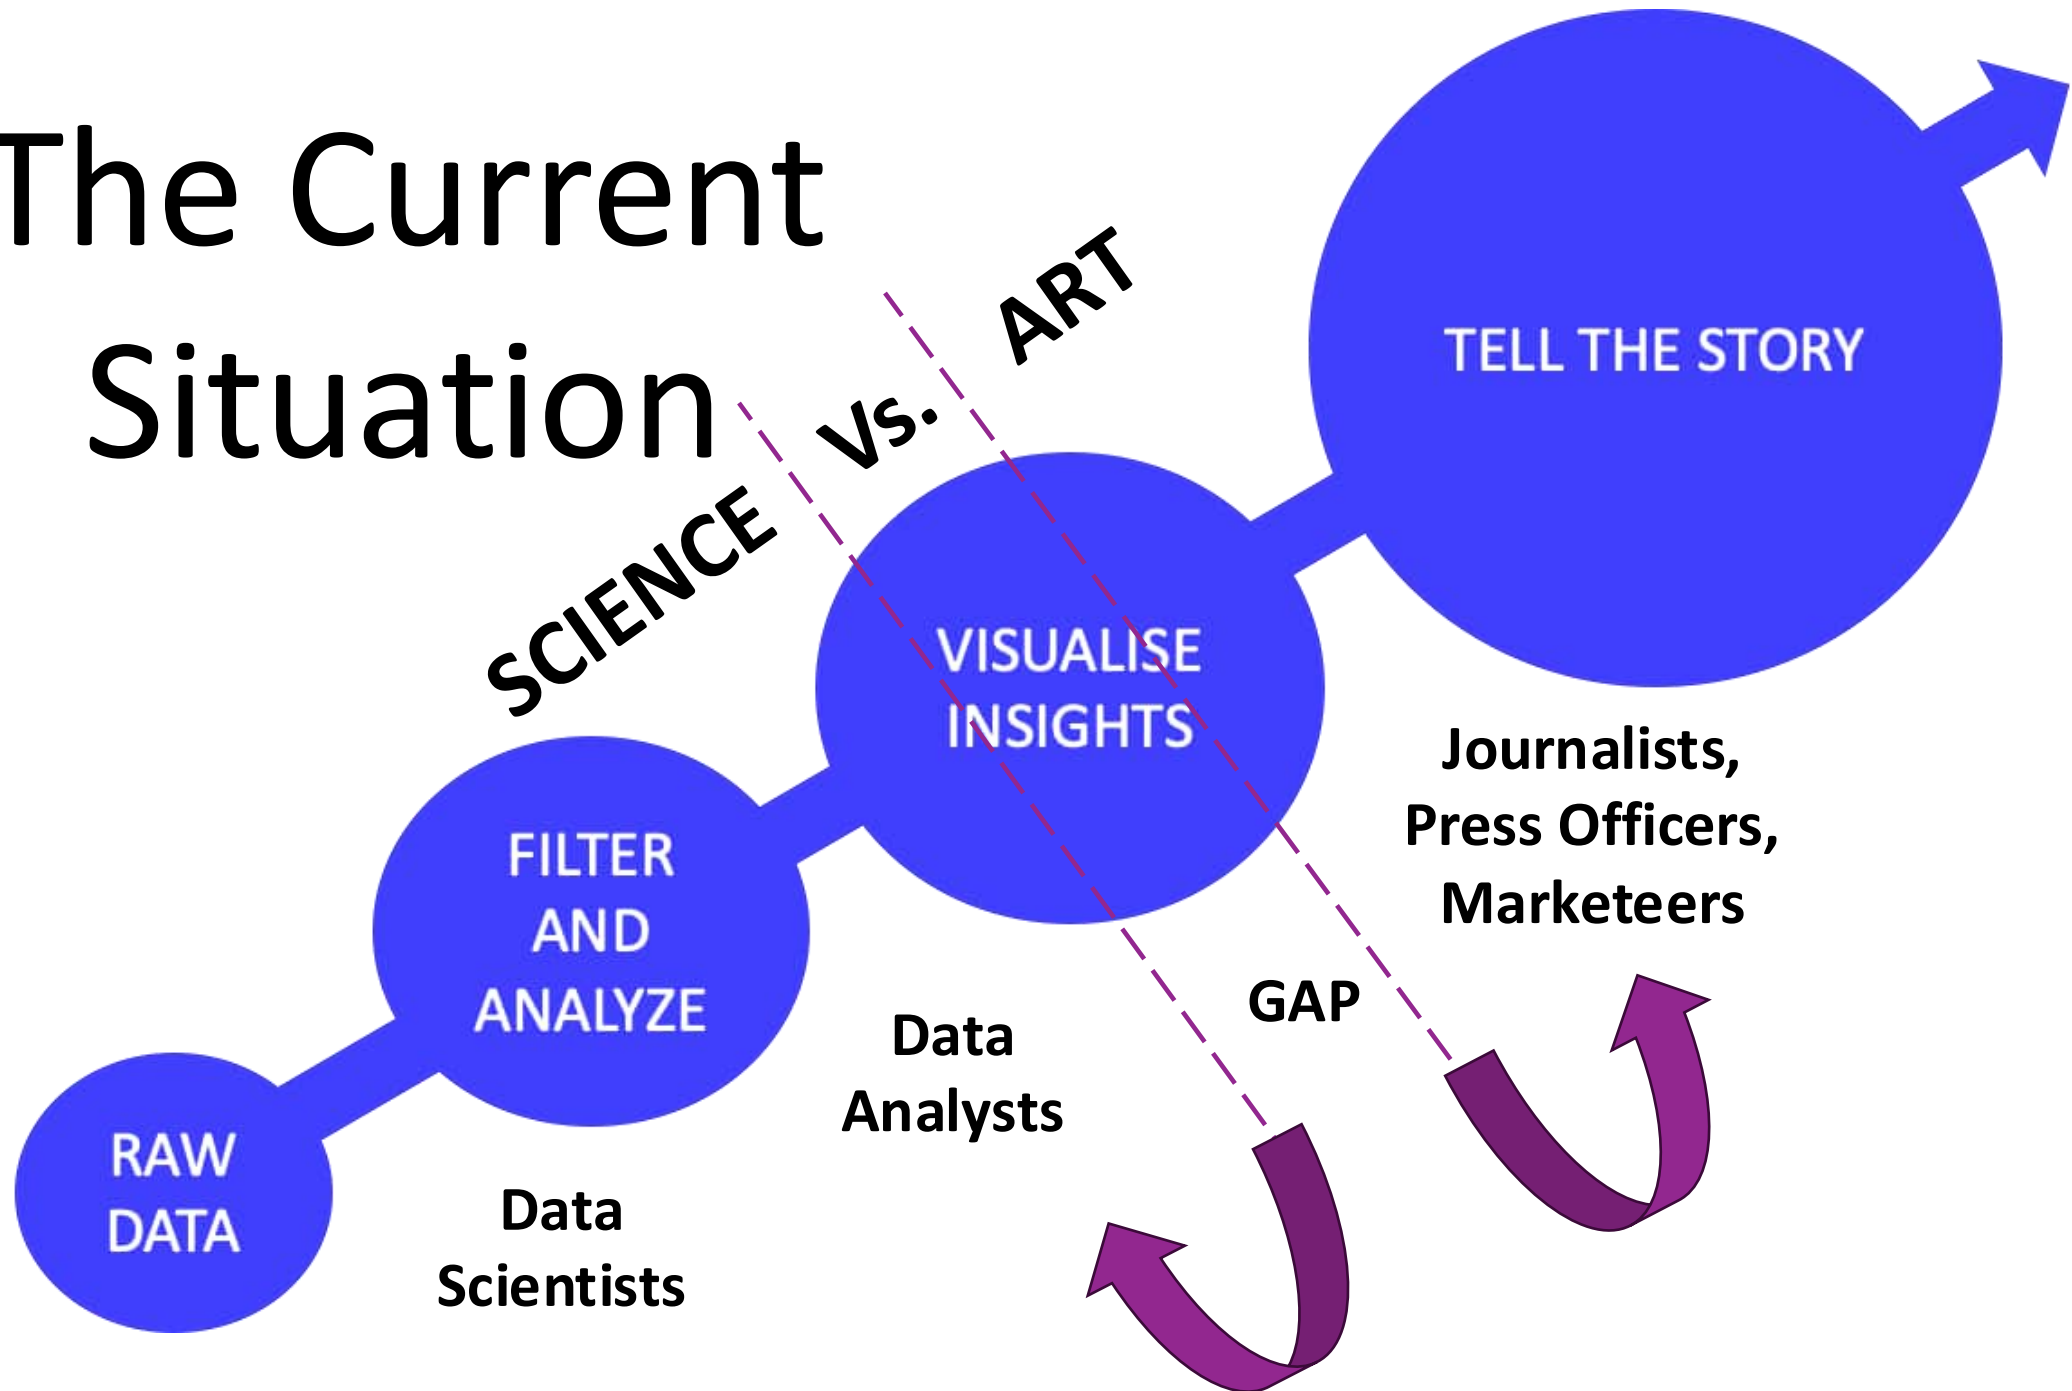 The Current
Situation
SCIENCE Vs. ART
TELL THE STORY
VISUALISE
INSIGHTS
Journalists,
Press Officers,
Marketeers
FILTER
AND
ANALYZE
GAP
Data
Analysts
RAW
DATA
Data
Scientists